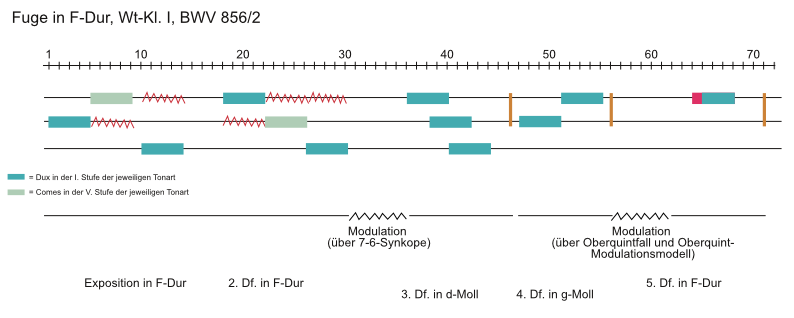 Fuge in F-Dur, Wt-Kl. I, BWV 856/2
1 10 20 30 40 50 60 70
= Dux in der I. Stufe der jeweiligen Tonart
= Comes in der V. Stufe der jeweiligen Tonart
Modulation
(über 7-6-Synkope)
Modulation
(über Oberquintfall und Oberquint-
Modulationsmodell)
Exposition in F-Dur
2. Df. in F-Dur
3. Df. in d-Moll
4. Df. in g-Moll
5. Df. in F-Dur